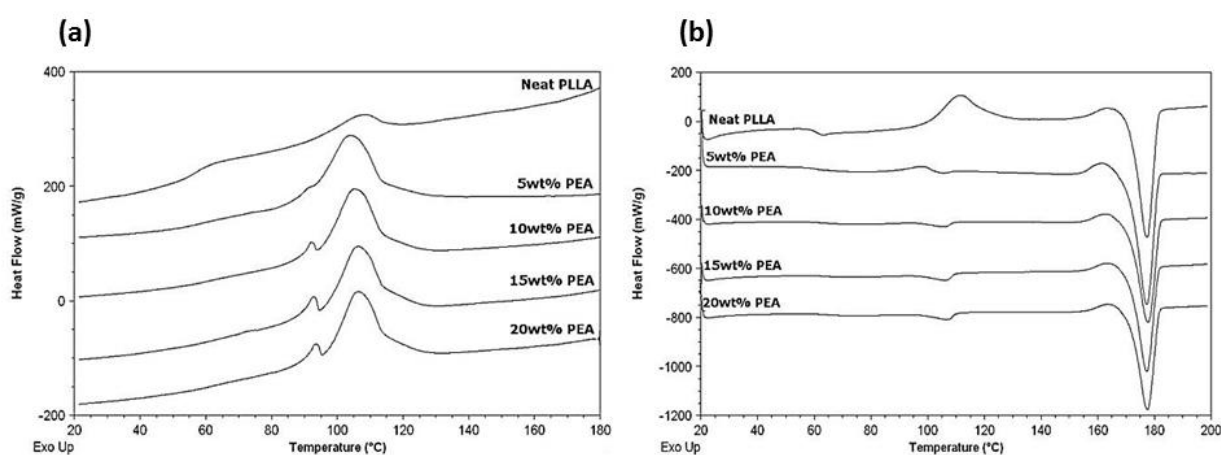 (a)
400
200
0
-200
Heat Flow (mW/g)
Neat PLLA
5wt% PEA
10wt% PEA
15wt% PEA
20wt% PEA
20 40 60 80 100 120 140 160 180
Exo Up
Temperature (°C)
(b)
200
0
-200
-400
-600
-800
-1000
-1200
Heat Flow (mW/g)
Neat PLLA
5wt% PEA
10wt% PEA
15wt% PEA
20wt% PEA
20 40 60 80 100 120 140 160 180 200
Exo Up
Temperature (°C)